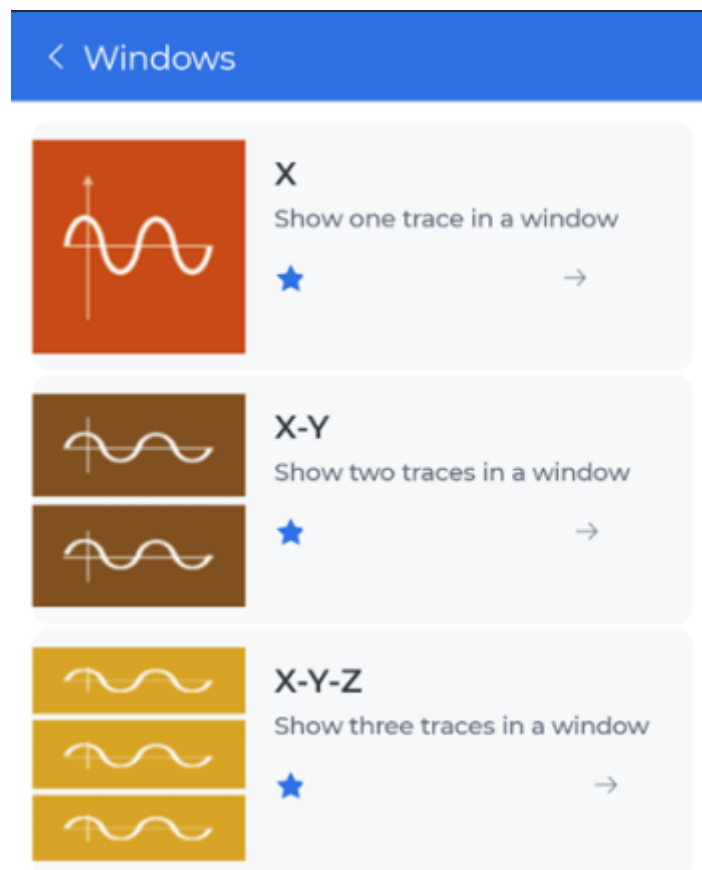 Windows
X
Show one trace in a window
X-Y
Show two traces in a window
X-Y-Z
Show three traces in a window